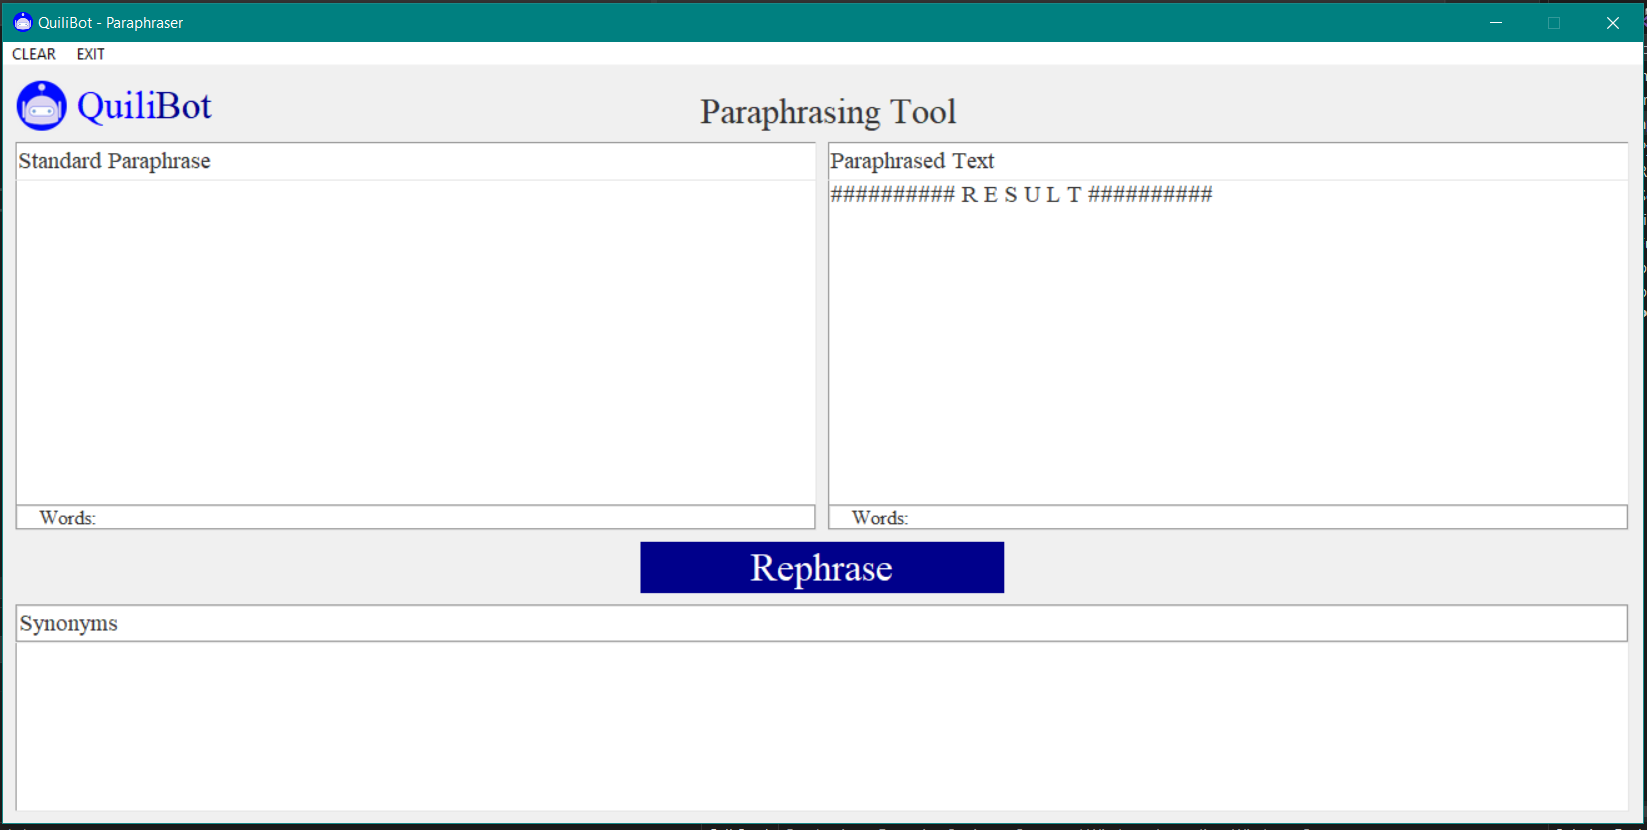 QuiliBot - Paraphraser
CLEAR EXIT
QuiliBot
Paraphrasing Tool
Standard Paraphrase
Paraphrased Text
########## R E S U L T ##########
Words:
Words:
Rephrase
Synonyms